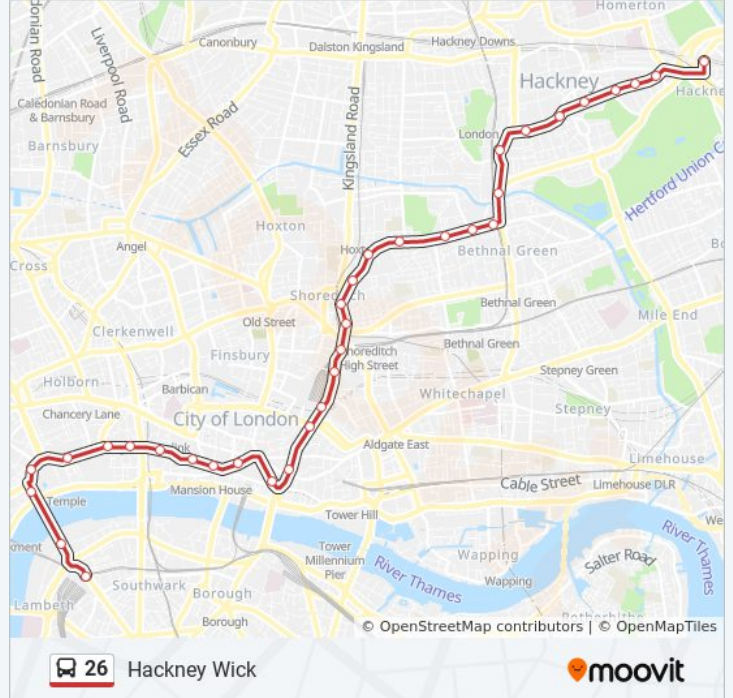 Homerton
Canonbury
Dalston Kingsland
Hackney Downs
Liverpool Road
Hackney
Caledonian Road
& Barnsbury
Essex Road
Kingsland Road
London
Barnsbury
Hertford Union C
Hoxton
Angel
Bethnal Green
Cross
Shoreditch
Bethnal Green
Old Street
Mile End
Clerkenwell
Bethnal Green
Finsbury
Shoreditch
High Street
Stepney Green
Holborn
Barbican
Whitechapel
Chancery Lane
Stepney
City of London
Aldgate East
Limehouse
Mansion House
Cable Street
Limehouse DLR
Temple
Tower Hill
Tower
Millennium
Pier
Wapping
River Thames
Salter Road
River Thames
Southwark
Borough
Wapping
Lambeth
Borough
© OpenStreetMap contributors | © OpenMapTiles
26 Hackney Wick
moovit